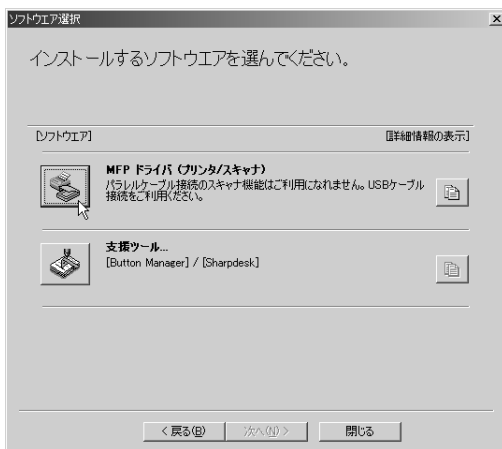 ソフトウエア選択
インストールするソフトウエアを選んでください。
[ソフトウエア] [詳細情報の表示]
MFP ドライバ (プリンタ/スキャナ)
パラレルケーブル接続のスキャナ機能はご利用になれません。USBケーブル
接続をご利用ください。
支援ツール...
[Button Manager] / [Sharpdesk]
< 戻る(B) 次へ(N) > 閉じる